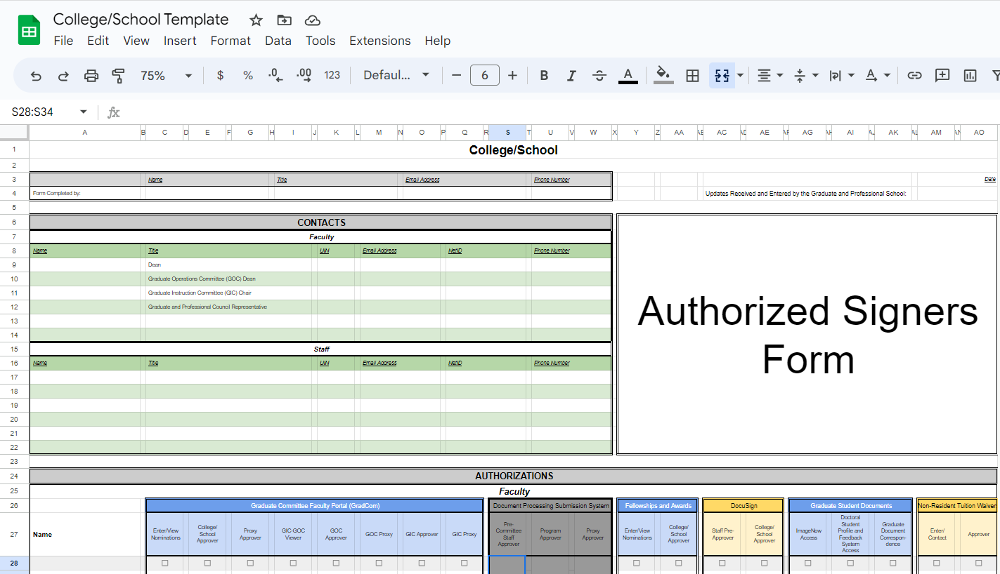 College/School Template
File Edit View Insert Format Data Tools Extensions Help
75% $ % .0 .00 123 Defaul... − 6 + B I S A
S28:S34 fx
A B C D E F G H I J K L M N O P Q R S T U V W X Y Z AA AC AE AG AI AK AM AO
1 College/School
2
3 Name Title Email Address Phone Number Date
4 Form Completed by: Updates Received and Entered by the Graduate and Professional School:
5
6 CONTACTS
7 Faculty
8 Name Title UIN Email Address NetID Phone Number
9 Dean
10 Graduate Operations Committee (GOC) Dean
11 Graduate Instruction Committee (GIC) Chair
12 Graduate and Professional Council Representative
13
14
15 Staff
16 Name Title UIN Email Address NetID Phone Number
17
18
19
20
21
22
Authorized Signers
Form
23
24 AUTHORIZATIONS
25 Faculty
26 Graduate Committee Faculty Portal (GradCom) Document Processing Submission System Fellowships and Awards DocuSign Graduate Student Documents Non-Resident Tuition Waiver
27 Name
Enter/View
Nominations
College/
School
Approver
Proxy
Approver
GIC-GOC
Viewer
GOC
Approver
GOC Proxy
GIC Approver
GIC Proxy
Pre-
Committee
Staff
Approver
Program
Approver
Proxy
Approver
Enter/View
Nominations
College/
School
Approver
Staff Pre-
Approver
College/
School
Approver
ImageNow
Access
Doctoral
Student
Profile and
Feedback
System
Access
Graduate
Document
Correspon-
dence
Enter/
Contact
Approver
28